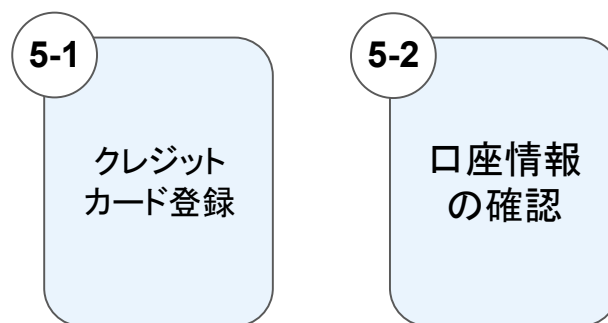 5-1
クレジット
カード登録
5-2
口座情報
の確認